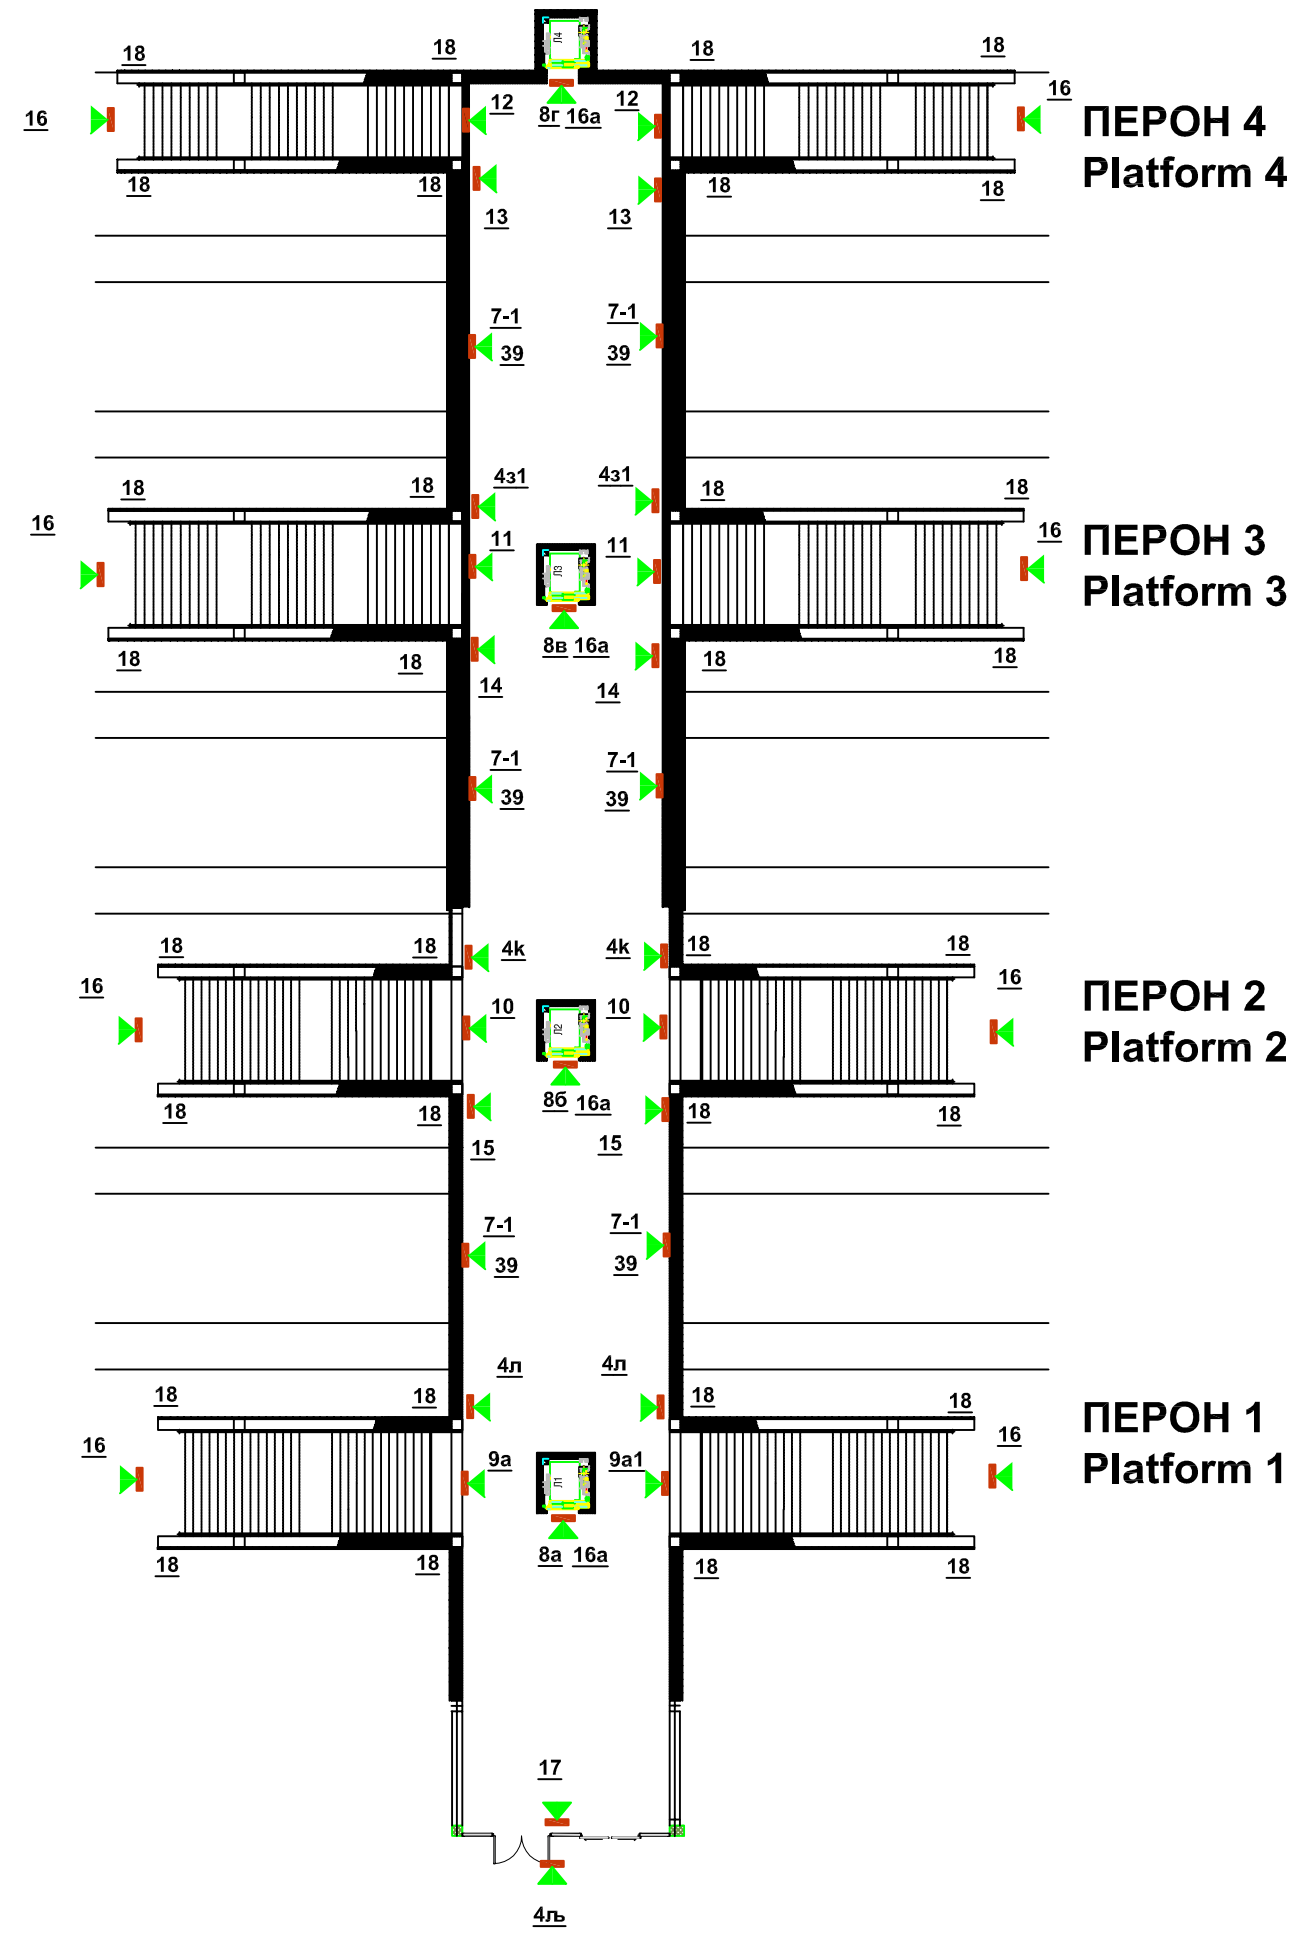 18 18 18 18
Л4
16 12 8г 16а 12 16
ПЕРОН 4
Platform 4
18 18 18 18
13 13
7-1 7-1
39 39
18 18 4з1 4з1 18 18
16 11 Л3 11 16
ПЕРОН 3
Platform 3
18 18 8в 16а 18 18
14 14
7-1 7-1
39 39
18 18 4k 4k 18 18
16 10 Л2 10 16
ПЕРОН 2
Platform 2
18 18 8б 16а 18 18
15 15
7-1 7-1
39 39
18 18 4л 4л 18 18
16 9а Л1 9а1 16
ПЕРОН 1
Platform 1
18 18 8а 16а 18 18
17
4љ